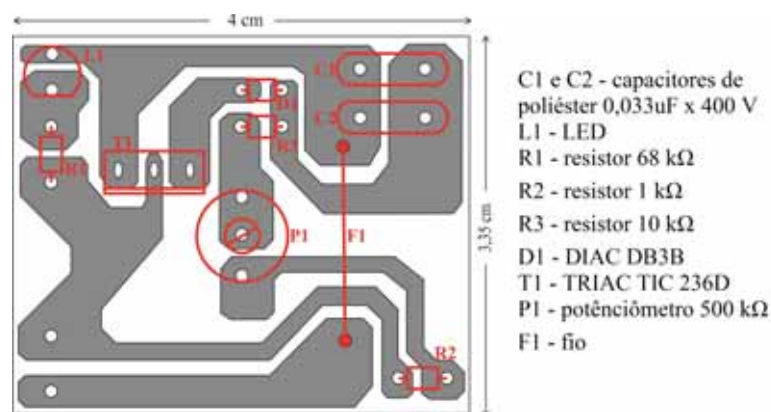 4 cm
L1
C1
D1
C2
T1
R3
R1
3,35 cm
P1
F1
R2
C1 e C2 - capacitores de
poliéster 0,033uF x 400 V
L1 - LED
R1 - resistor 68 kΩ
R2 - resistor 1 kΩ
R3 - resistor 10 kΩ
D1 - DIAC DB3B
T1 - TRIAC TIC 236D
P1 - potênciômetro 500 kΩ
F1 - fio